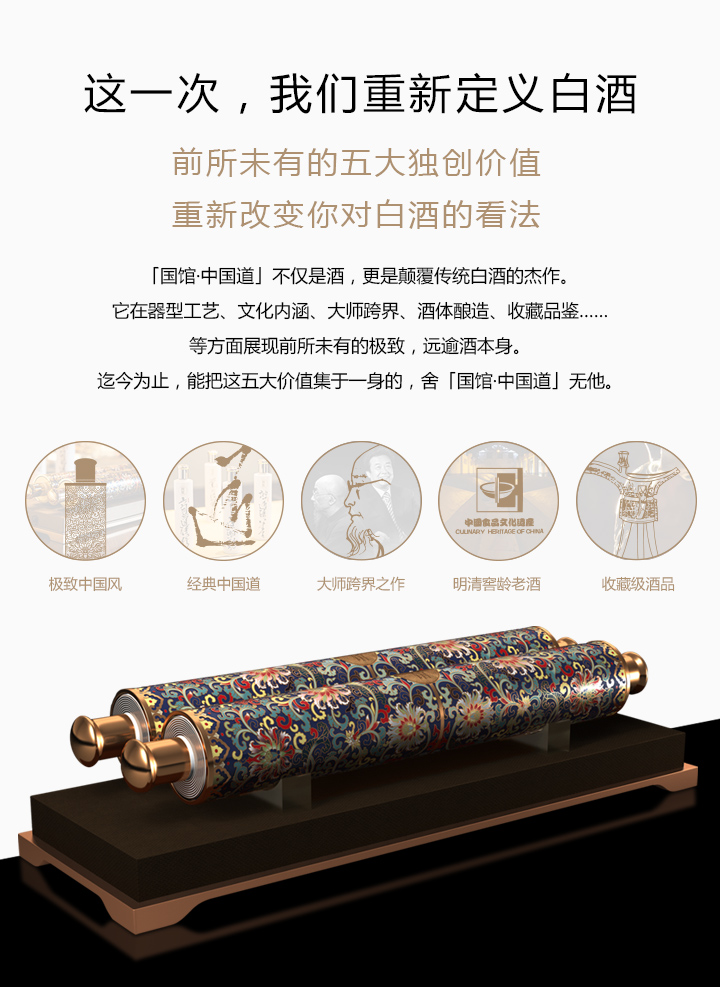 这一次，我们重新定义白酒
前所未有的五大独创价值
重新改变你对白酒的看法
「国馆·中国道」不仅是酒，更是颠覆传统白酒的杰作。
它在器型工艺、文化内涵、大师跨界、酒体酿造、收藏品鉴……
等方面展现前所未有的极致，远逾酒本身。
迄今为止，能把这五大价值集于一身的，舍「国馆·中国道」无他。
中国食品文化遗产
CULINARY HERITAGE OF CHINA
极致中国风
经典中国道
大师跨界之作
明清窖龄老酒
收藏级酒品